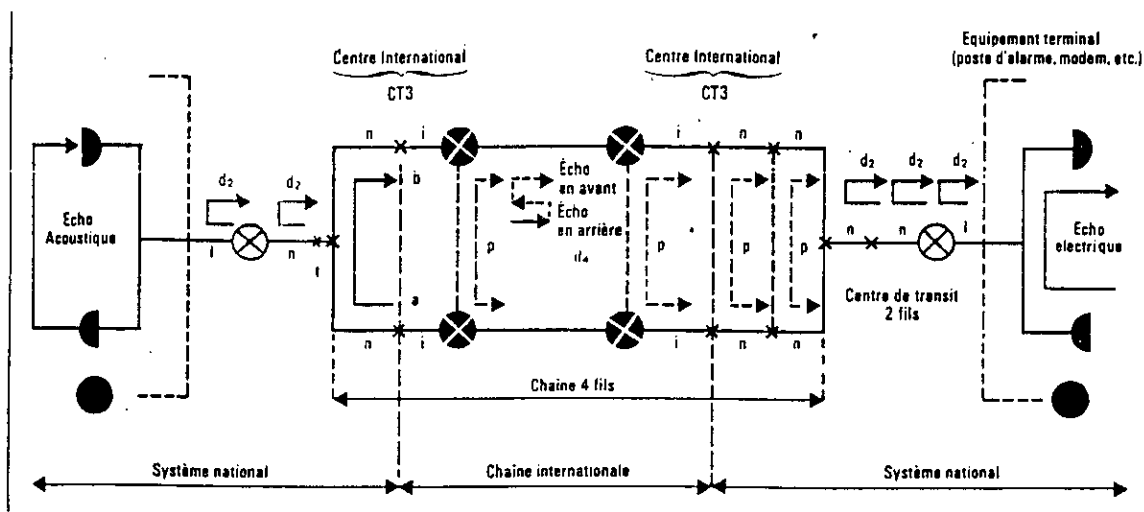 Centre International
CT3
Centre International
CT3
Equipement terminal
(poste d'alarme, modem, etc.)
n i i n n
d2 d2 d2 d2 d2
b
Écho
en avant
Écho
en arrière
Echo
Acoustique
Echo
electrique
p p p p
d4
l n t n n l
a
Centre de transit
2 fils
n i i n n
Chaine 4 fils
Système national
Chaîne internationale
Système national